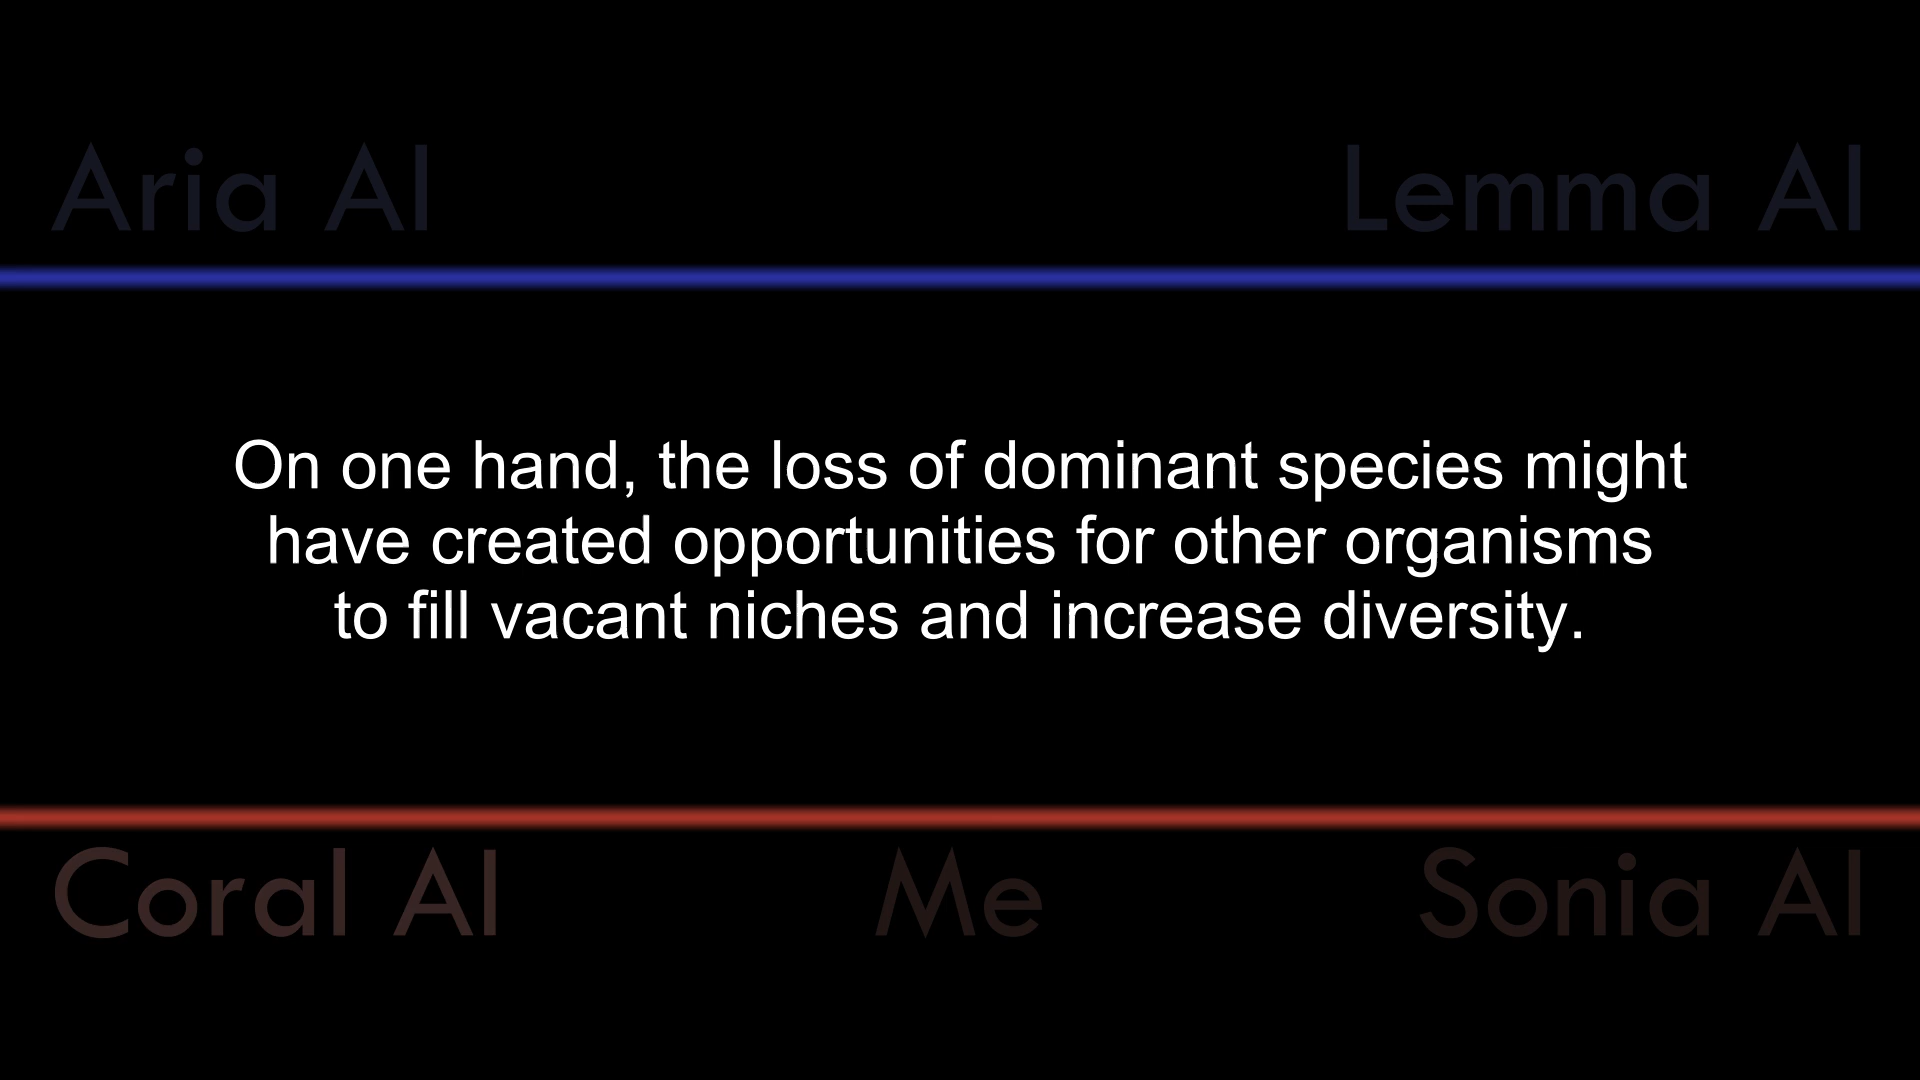 Aria AI
Lemma AI
On one hand, the loss of dominant species might
have created opportunities for other organisms
to fill vacant niches and increase diversity.
Coral AI
Me
Sonia AI